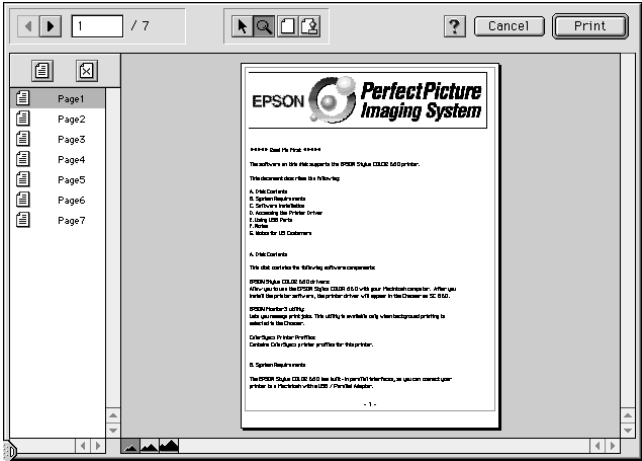 1 / 7
? Cancel Print
Page1
Page2
Page3
Page4
Page5
Page6
Page7
EPSON PerfectPicture
Imaging System
***** Read Me First *****
The software on this disk supports the EPSON Stylus COLOR 660 printer.
This document describes the following:
A. Disk Contents
B. System Requirements
C. Software Installation
D. Accessing the Printer Driver
E. Using USB Ports
F. Notes
G. Notes for US Customers
A. Disk Contents
This disk contains the following software components:
EPSON Stylus COLOR 660 drivers:
Allow you to use the EPSON Stylus COLOR 660 with your Macintosh computer. After you
install the printer software, the printer driver will appear in the Chooser as SC 660.
EPSON Monitor3 utility:
Lets you manage print jobs. This utility is available only when background printing is
selected in the Chooser.
ColorSync Printer Profiles:
Contains ColorSync printer profiles for this printer.
B. System Requirements
The EPSON Stylus COLOR 660 has built-in parallel interfaces, so you can connect your
printer to a Macintosh with a USB / Parallel Adapter.
- 1 -